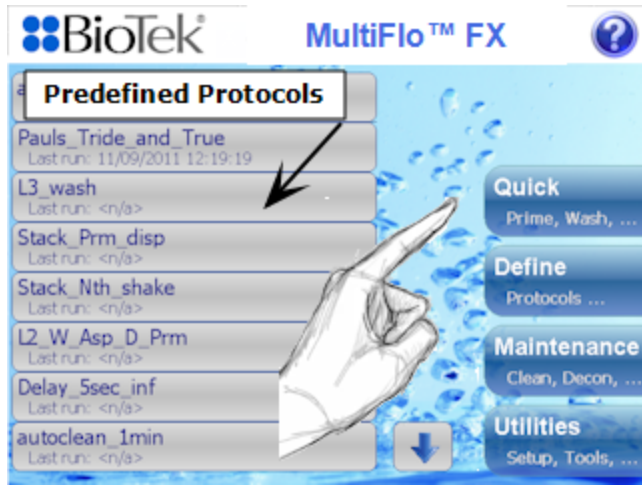 BioTek
MultiFlo™ FX
?
Predefined Protocols
Pauls_Tride_and_True
Last run: 11/09/2011 12:19:19
L3_wash
Last run: <n/a>
Stack_Prm_disp
Last run: <n/a>
Stack_Nth_shake
Last run: <n/a>
L2_W_Asp_D_Prm
Last run: <n/a>
Delay_5sec_inf
Last run: <n/a>
autoclean_1min
Last run: <n/a>
Quick
Prime, Wash, ...
Define
Protocols ...
Maintenance
Clean, Decon, ...
Utilities
Setup, Tools, ...